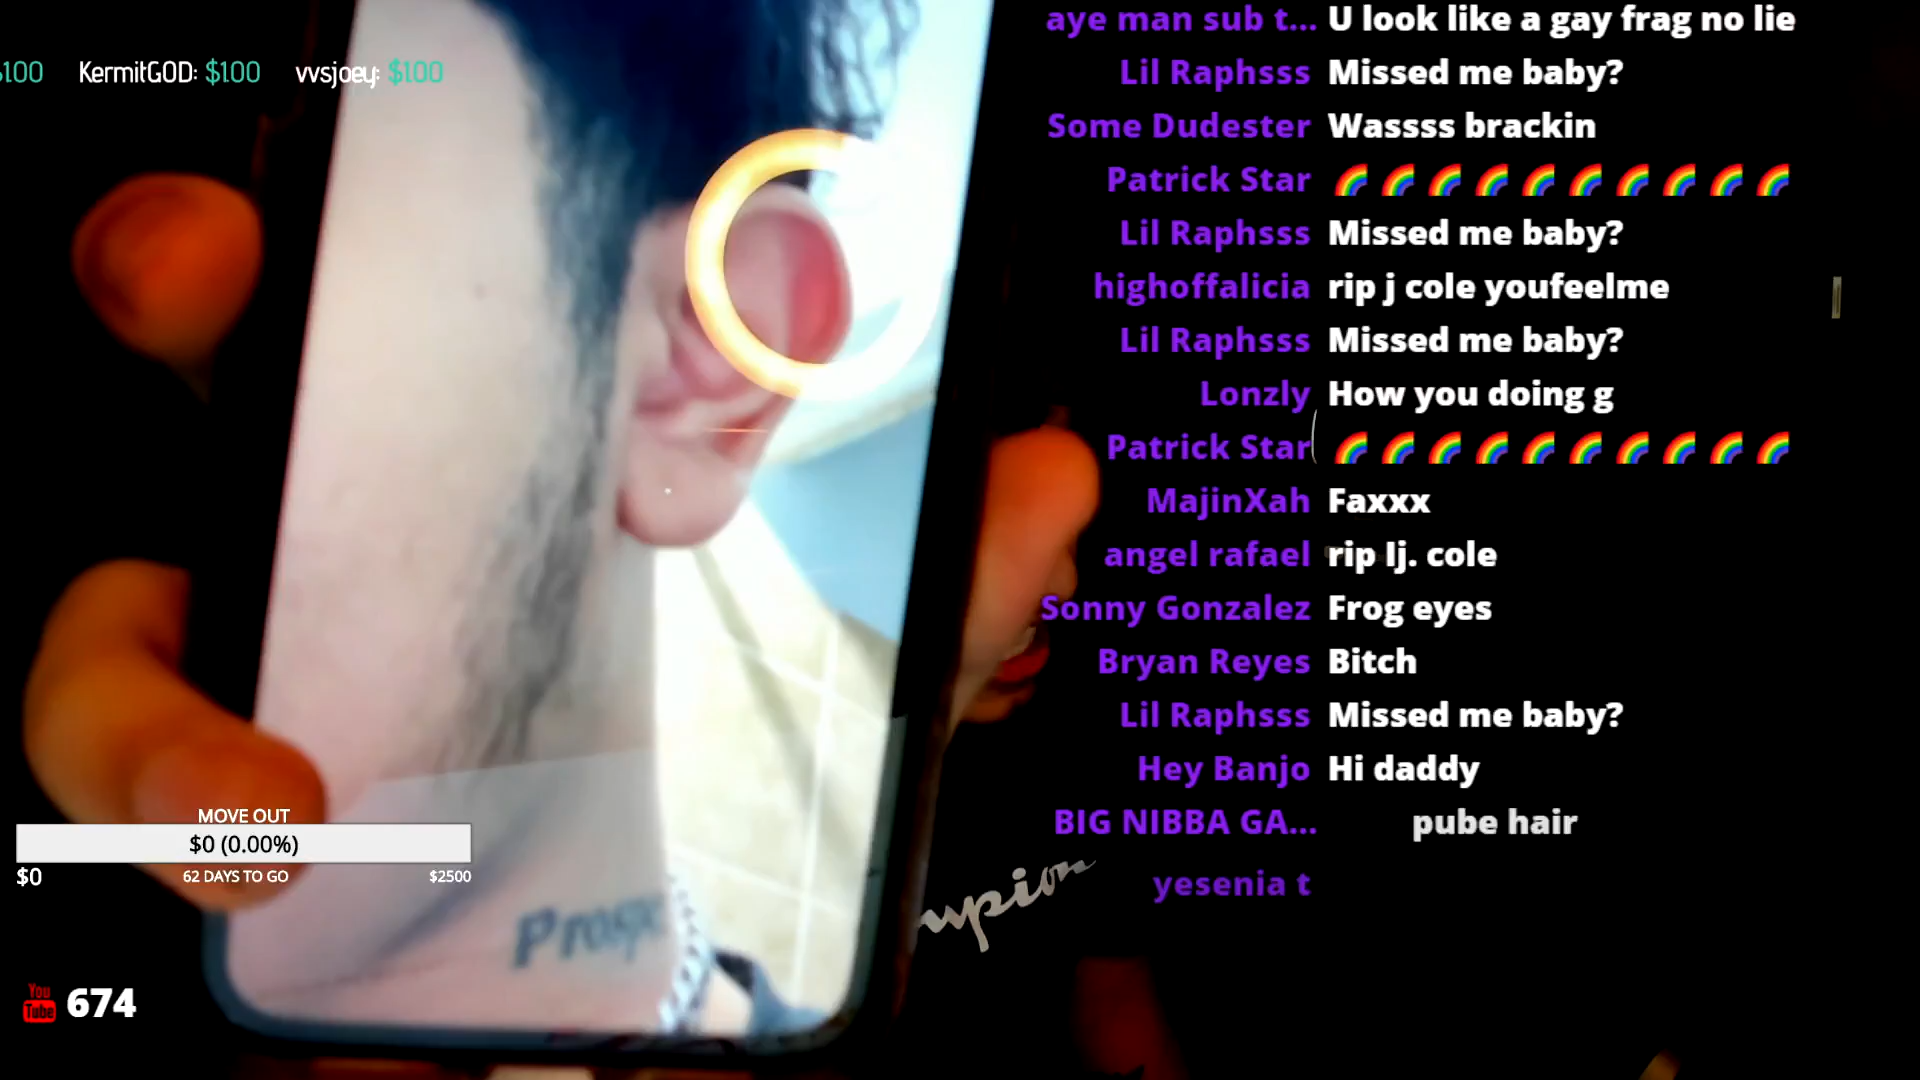 $100 KermitGOD: $100 vvsjoey: $100
aye man sub t... U look like a gay frag no lie
Lil Raphsss Missed me baby?
Some Dudester Wassss brackin
Patrick Star 🌈🌈🌈🌈🌈🌈🌈🌈🌈🌈
Lil Raphsss Missed me baby?
highoffalicia rip j cole youfeelme
Lil Raphsss Missed me baby?
Lonzly How you doing g
Patrick Star 🌈🌈🌈🌈🌈🌈🌈🌈🌈🌈
MajinXah Faxxx
angel rafael rip Ij. cole
Sonny Gonzalez Frog eyes
Bryan Reyes Bitch
Lil Raphsss Missed me baby?
Hey Banjo Hi daddy
BIG NIBBA GA... pube hair
yesenia t
MOVE OUT
$0 (0.00%)
$0 62 DAYS TO GO $2500
You Tube 674